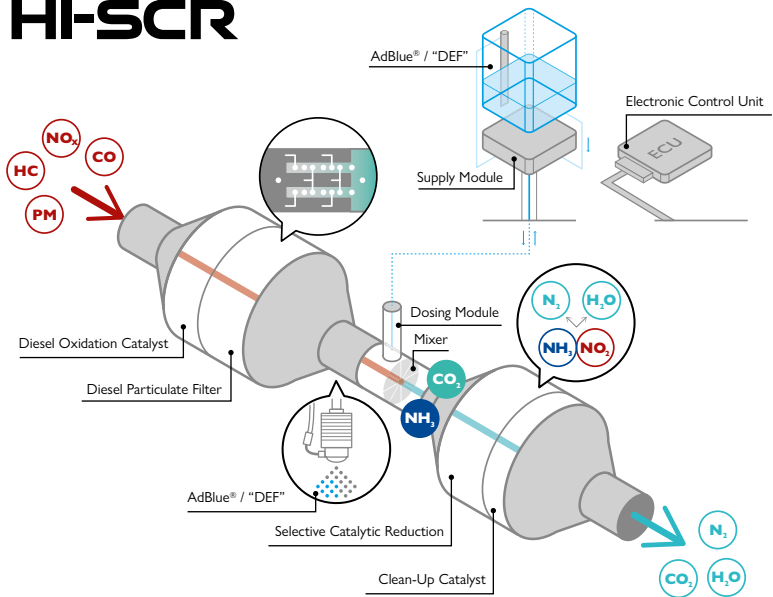 HI-SCR
AdBlue® / “DEF”
Electronic Control Unit
ECU
Supply Module
NOₓ
CO
HC
PM
Dosing Module
Mixer
N₂
H₂O
NH₃
NO₂
Diesel Oxidation Catalyst
Diesel Particulate Filter
CO₂
NH₃
AdBlue® / “DEF”
Selective Catalytic Reduction
Clean-Up Catalyst
N₂
CO₂
H₂O